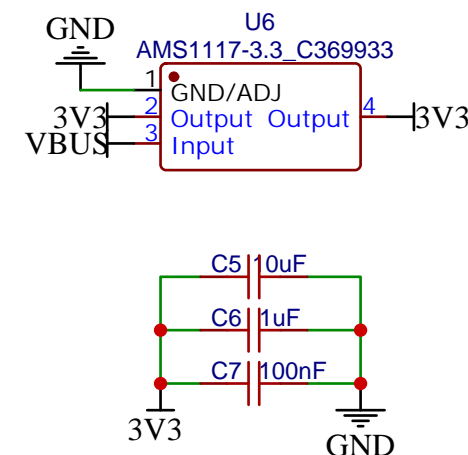 GND
U6
AMS1117-3.3_C369933
1
GND/ADJ
3V3 2 Output Output 4 3V3
VBUS 3 Input
C5 10uF
C6 1uF
C7 100nF
3V3
GND